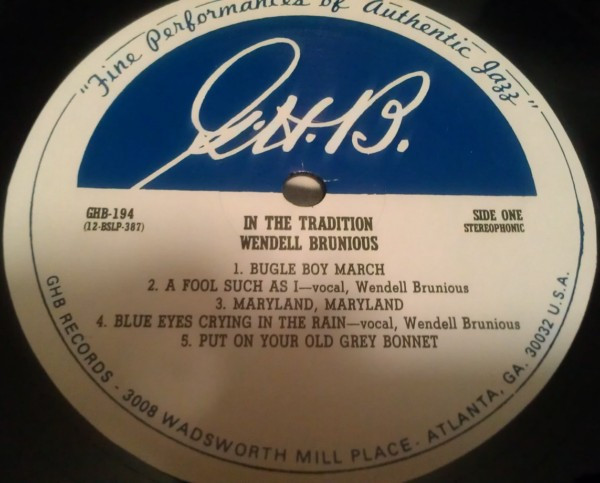 "Fine Performances of Authentic Jazz"
G.H.B.
GHB-194
(12-BSLP-387)
IN THE TRADITION
WENDELL BRUNIOUS
SIDE ONE
STEREOPHONIC
1. BUGLE BOY MARCH
2. A FOOL SUCH AS I—vocal, Wendell Brunious
3. MARYLAND, MARYLAND
4. BLUE EYES CRYING IN THE RAIN—vocal, Wendell Brunious
5. PUT ON YOUR OLD GREY BONNET
GHB RECORDS - 3008 WADSWORTH MILL PLACE - ATLANTA, GA. 30032 U.S.A.